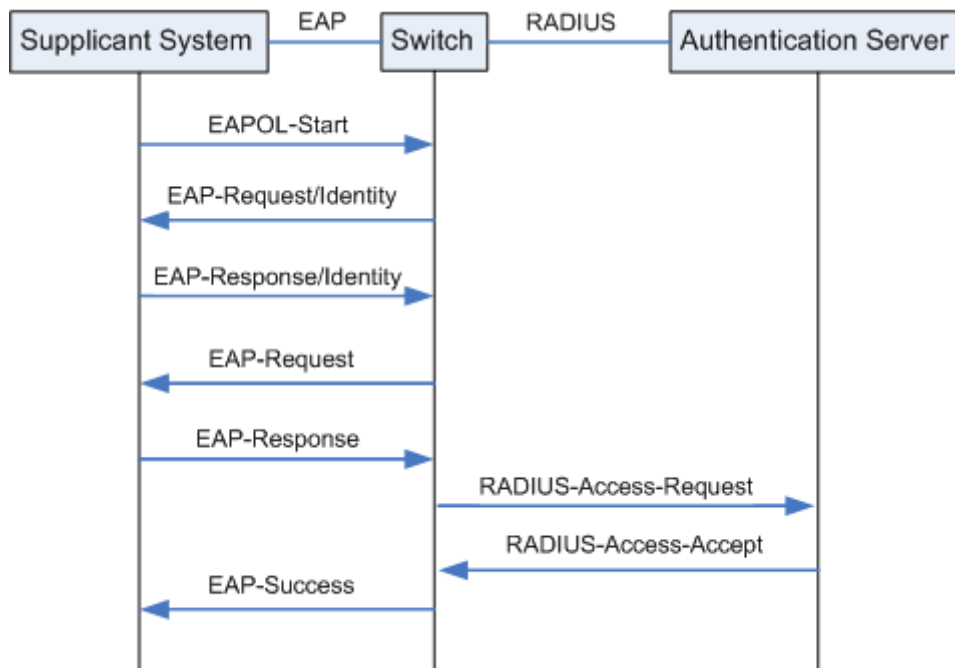 EAP
RADIUS
Supplicant System
Switch
Authentication Server
EAPOL-Start
EAP-Request/Identity
EAP-Response/Identity
EAP-Request
EAP-Response
RADIUS-Access-Request
RADIUS-Access-Accept
EAP-Success